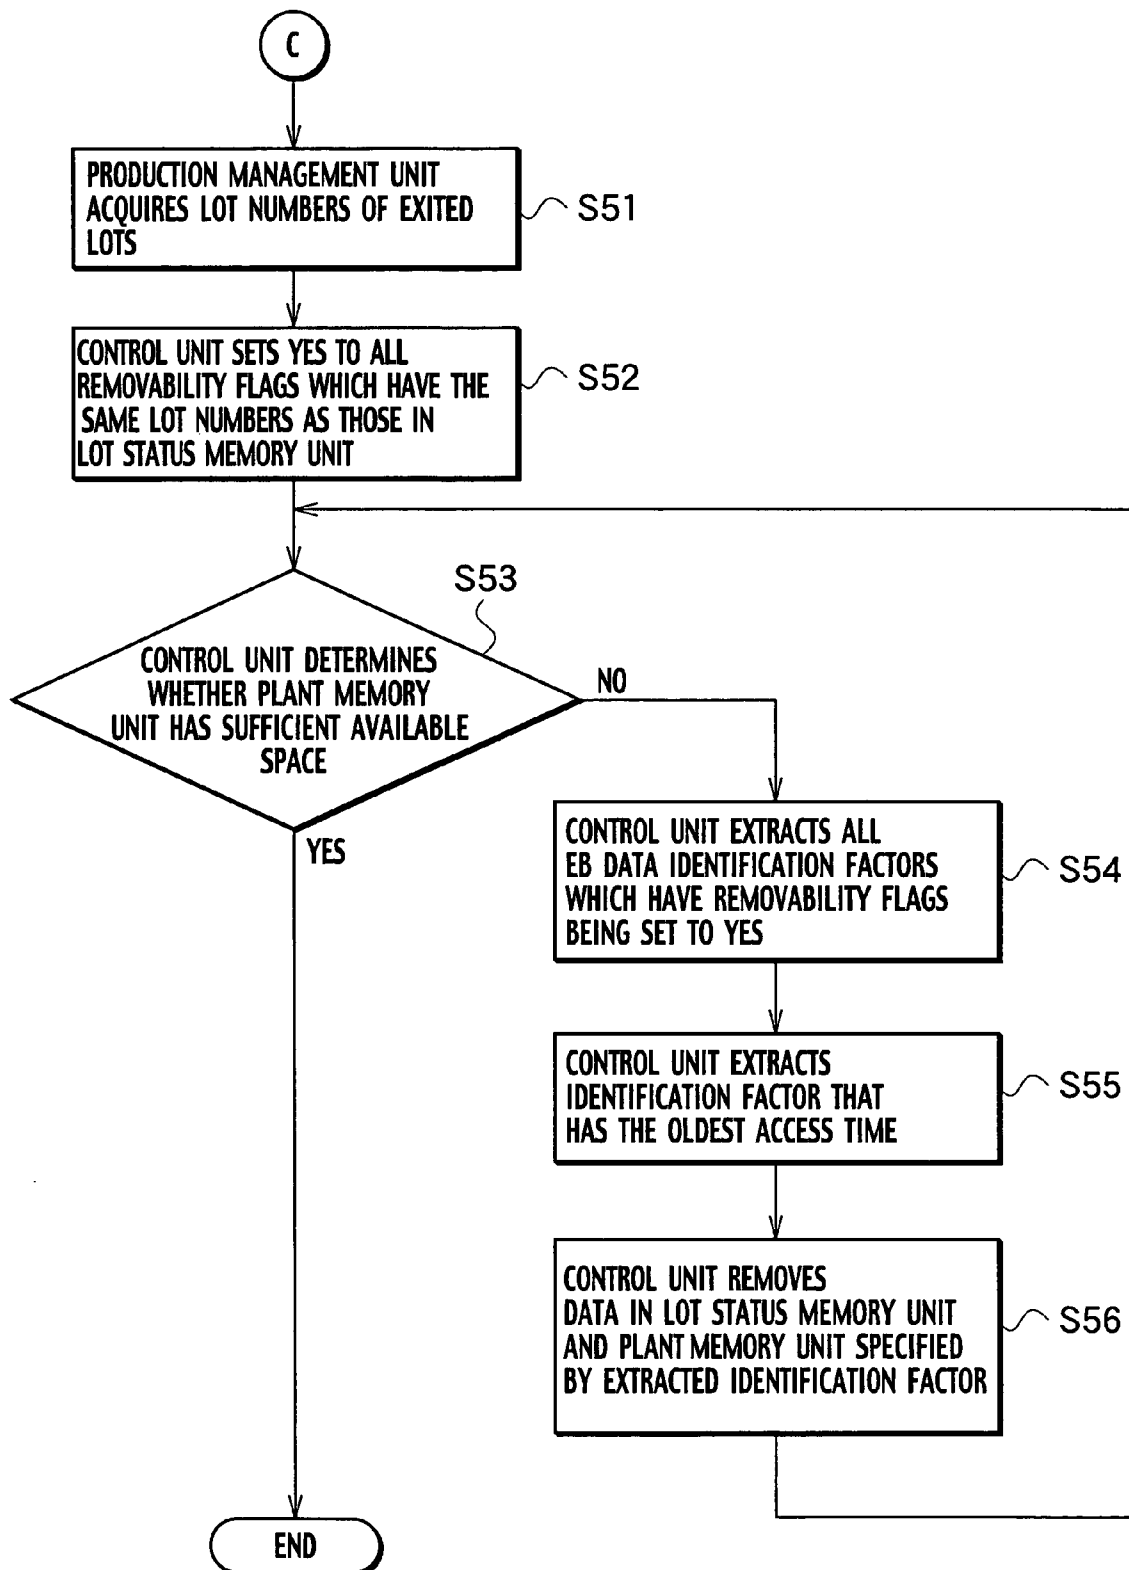 C
PRODUCTION MANAGEMENT UNIT
ACQUIRES LOT NUMBERS OF EXITED
LOTS
S51
CONTROL UNIT SETS YES TO ALL
REMOVABILITY FLAGS WHICH HAVE THE
SAME LOT NUMBERS AS THOSE IN
LOT STATUS MEMORY UNIT
S52
S53
CONTROL UNIT DETERMINES
WHETHER PLANT MEMORY
UNIT HAS SUFFICIENT AVAILABLE
SPACE
NO
YES
CONTROL UNIT EXTRACTS ALL
EB DATA IDENTIFICATION FACTORS
WHICH HAVE REMOVABILITY FLAGS
BEING SET TO YES
S54
CONTROL UNIT EXTRACTS
IDENTIFICATION FACTOR THAT
HAS THE OLDEST ACCESS TIME
S55
CONTROL UNIT REMOVES
DATA IN LOT STATUS MEMORY UNIT
AND PLANT MEMORY UNIT SPECIFIED
BY EXTRACTED IDENTIFICATION FACTOR
S56
END